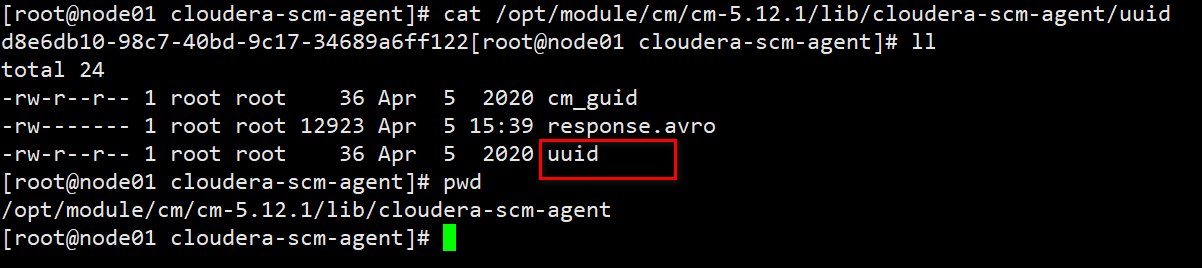 [root@node01 cloudera-scm-agent]# cat /opt/module/cm/cm-5.12.1/lib/cloudera-scm-agent/uuid
d8e6db10-98c7-40bd-9c17-34689a6ff122[root@node01 cloudera-scm-agent]# ll
total 24
-rw-r--r-- 1 root root    36 Apr  5  2020 cm_guid
-rw------- 1 root root 12923 Apr  5 15:39 response.avro
-rw-r--r-- 1 root root    36 Apr  5  2020 uuid
[root@node01 cloudera-scm-agent]# pwd
/opt/module/cm/cm-5.12.1/lib/cloudera-scm-agent
[root@node01 cloudera-scm-agent]#